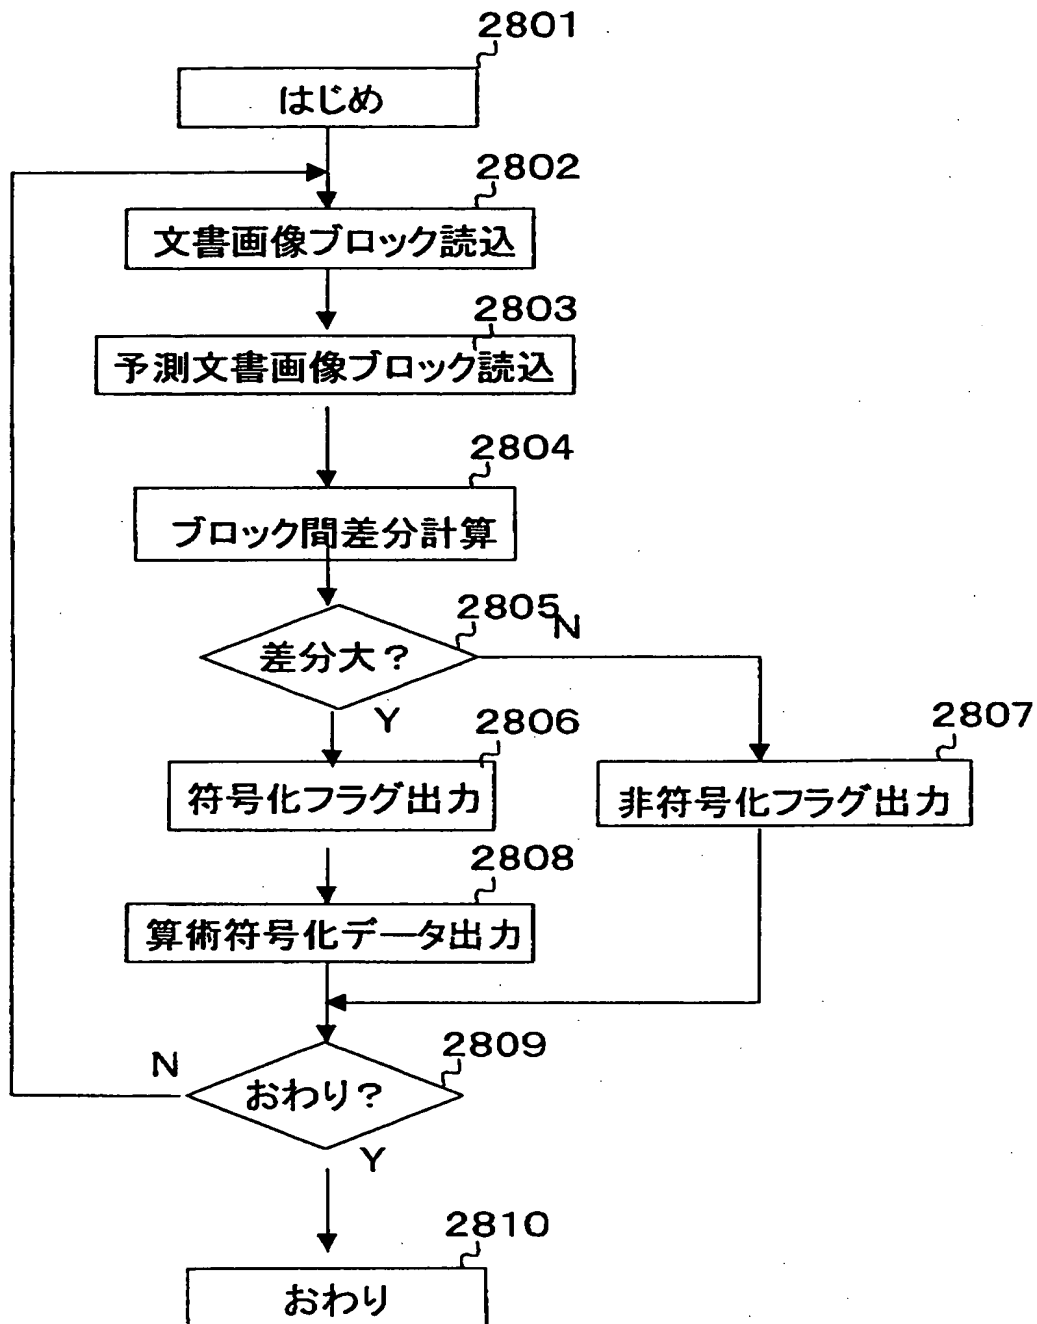 2801
はじめ
2802
文書画像ブロック読込
2803
予測文書画像ブロック読込
2804
ブロック間差分計算
2805
N
差分大?
Y
2806
2807
符号化フラグ出力
非符号化フラグ出力
2808
算術符号化データ出力
2809
N
おわり?
Y
2810
おわり